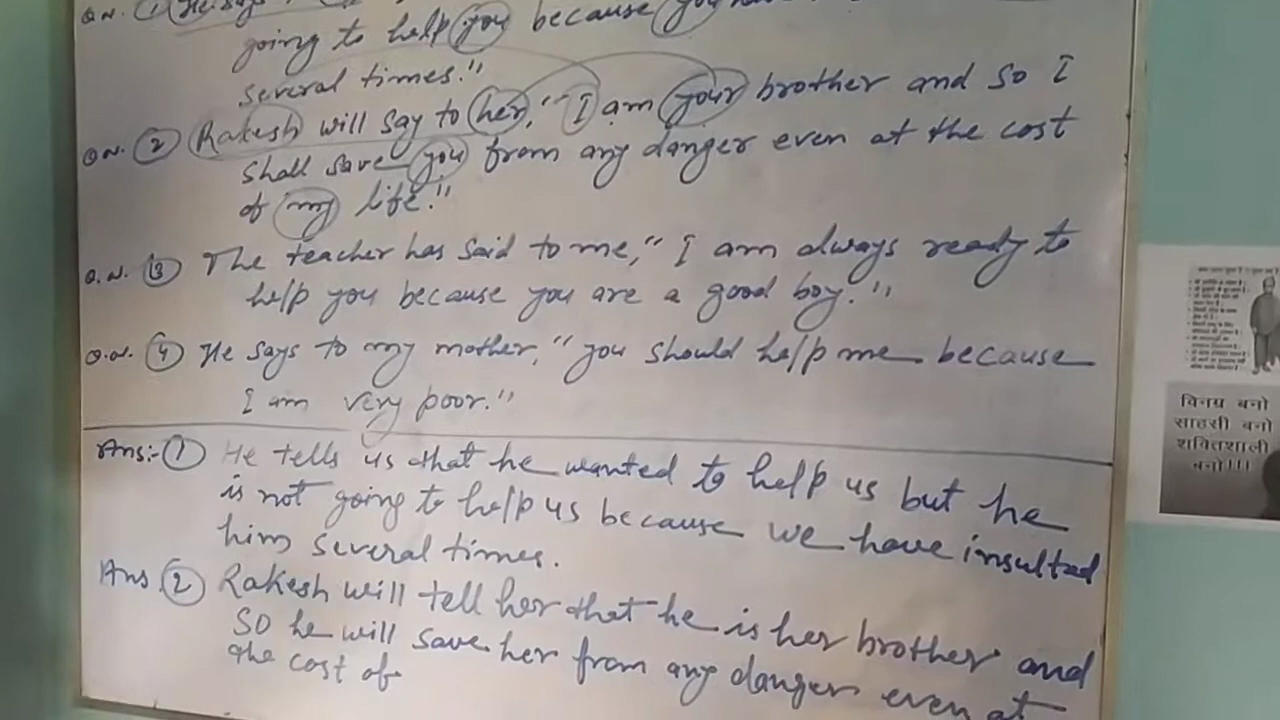 Q.N. (1) He says
going to help you because you
several times."
Q.N. (2) Rakesh will say to her, "I am your brother and so I
shall save you from any danger even at the cost
of my life."
Q.N. (3) The teacher has said to me, "I am always ready to
help you because you are a good boy."
Q.N. (4) He says to my mother, "you should help me because
I am very poor."
Ans:- (1) He tells us that he wanted to help us but he
is not going to help us because we have insulted
him several times.
Ans (2) Rakesh will tell her that he is her brother and
so he will save her from any danger even at
the cost of
विनम्र बनो
साहसी बनो
शक्तिशाली
बनो!!!